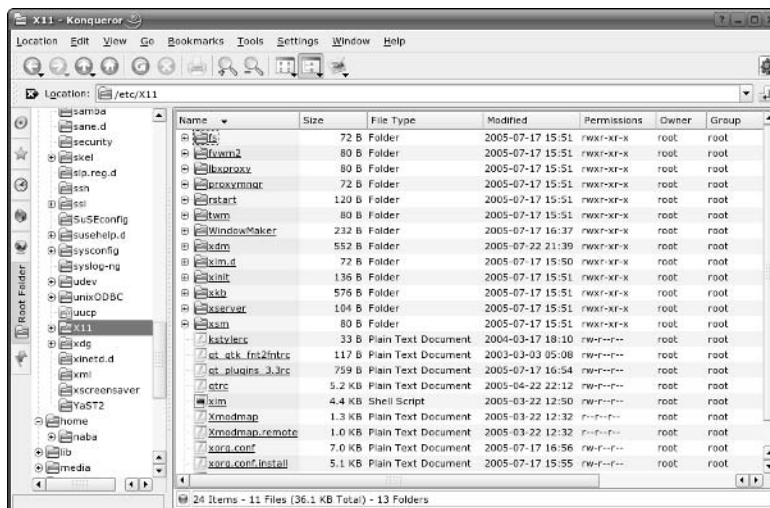 X11 - Konqueror
Location Edit View Go Bookmarks Tools Settings Window Help
Location: /etc/X11
samba
sane.d
security
skel
slp.reg.d
ssh
ssl
SuSEconfig
susehelp.d
sysconfig
syslog-ng
udev
unixODBC
uucp
X11
xdg
xinetd.d
xml
xscreensaver
YaST2
home
naba
lib
media
Root Folder
Name Size File Type Modified Permissions Owner Group
fs 72 B Folder 2005-07-17 15:51 rwxr-xr-x root root
fvwm2 80 B Folder 2005-07-17 15:51 rwxr-xr-x root root
lbxproxy 80 B Folder 2005-07-17 15:51 rwxr-xr-x root root
proxymngr 72 B Folder 2005-07-17 15:51 rwxr-xr-x root root
rstart 120 B Folder 2005-07-17 15:51 rwxr-xr-x root root
twm 80 B Folder 2005-07-17 15:51 rwxr-xr-x root root
WindowMaker 232 B Folder 2005-07-17 16:37 rwxr-xr-x root root
xdm 552 B Folder 2005-07-22 21:39 rwxr-xr-x root root
xim.d 72 B Folder 2005-07-17 15:50 rwxr-xr-x root root
xinit 136 B Folder 2005-07-17 15:51 rwxr-xr-x root root
xkb 576 B Folder 2005-07-17 15:51 rwxr-xr-x root root
xserver 104 B Folder 2005-07-17 15:51 rwxr-xr-x root root
xsm 80 B Folder 2005-07-17 15:51 rwxr-xr-x root root
kstylerc 33 B Plain Text Document 2004-03-17 18:10 rw-r--r-- root root
qt_gtk_fnt2fntrc 117 B Plain Text Document 2003-03-03 05:08 rw-r--r-- root root
qt_plugins_3.3rc 759 B Plain Text Document 2005-07-17 16:54 rw-r--r-- root root
qtrc 5.2 KB Plain Text Document 2005-04-22 22:12 rw-r--r-- root root
xim 4.4 KB Shell Script 2005-03-22 12:50 rw-r--r-- root root
Xmodmap 1.3 KB Plain Text Document 2005-03-22 12:32 r--r--r-- root root
Xmodmap.remote 1.0 KB Plain Text Document 2005-03-22 12:32 r--r--r-- root root
xorg.conf 7.0 KB Plain Text Document 2005-07-17 16:56 rw-r--r-- root root
xorg.conf.install 5.1 KB Plain Text Document 2005-07-17 15:55 rw-r--r-- root root
24 Items - 11 Files (36.1 KB Total) - 13 Folders